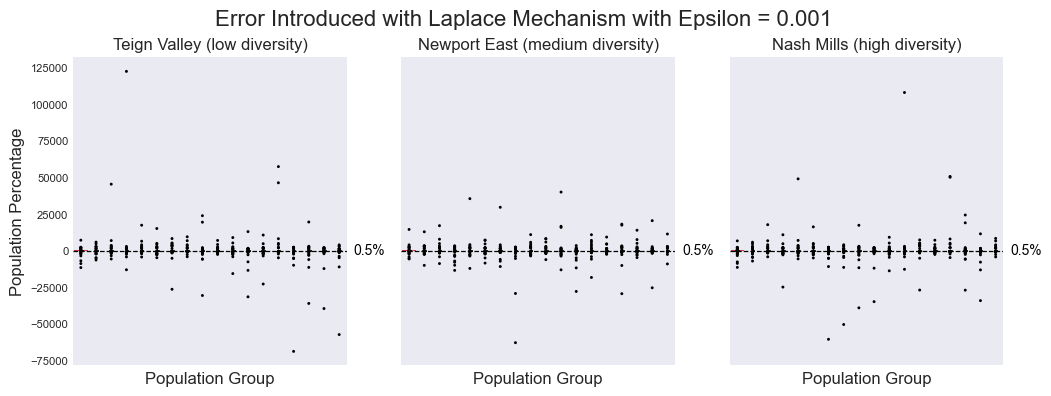 Error Introduced with Laplace Mechanism with Epsilon = 0.001
Teign Valley (low diversity)
Newport East (medium diversity)
Nash Mills (high diversity)
Population Percentage
125000
100000
75000
50000
25000
0
−25000
−50000
−75000
0.5%
0.5%
0.5%
Population Group
Population Group
Population Group